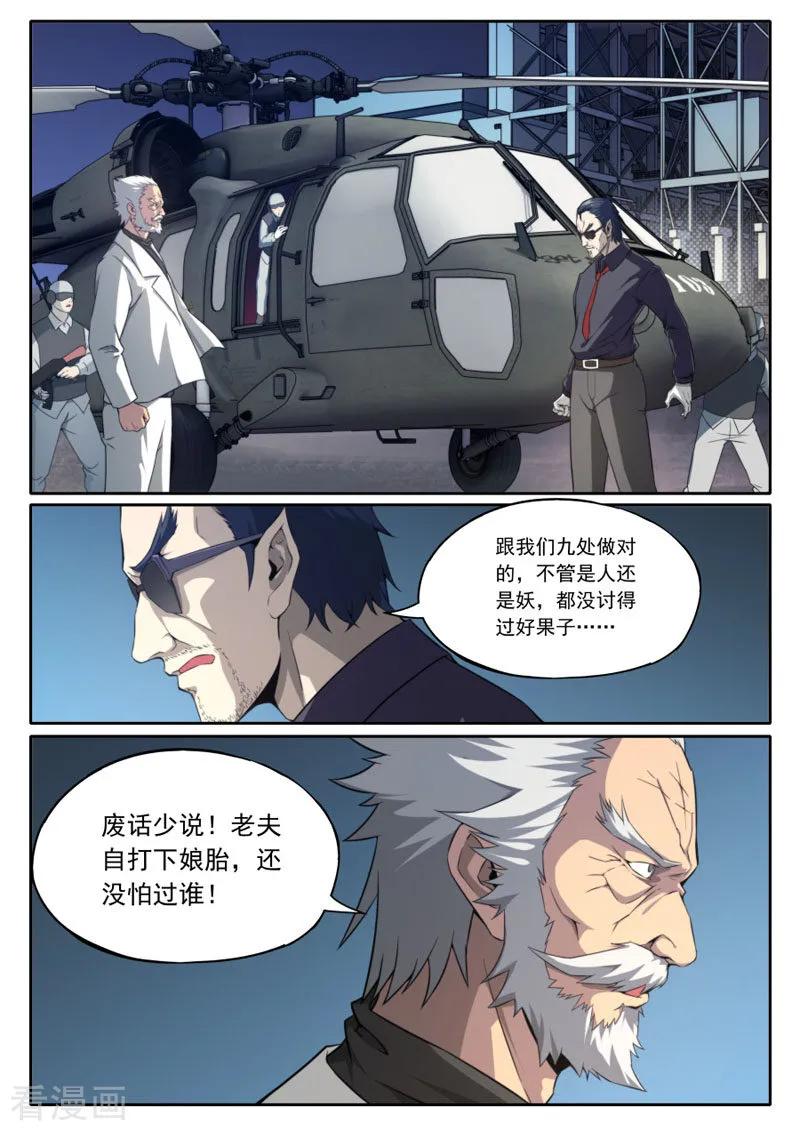 103
跟我们九处做对
的，不管是人还
是妖，都没讨得
过好果子……
废话少说！老夫
自打下娘胎，还
没怕过谁！
看漫画